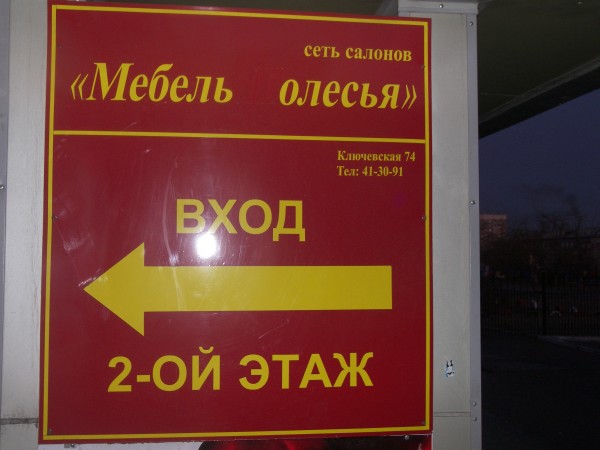 сеть салонов
«Мебель олесья»
Ключевская 74
Тел: 41-30-91
ВХОД
2-ОЙ ЭТАЖ